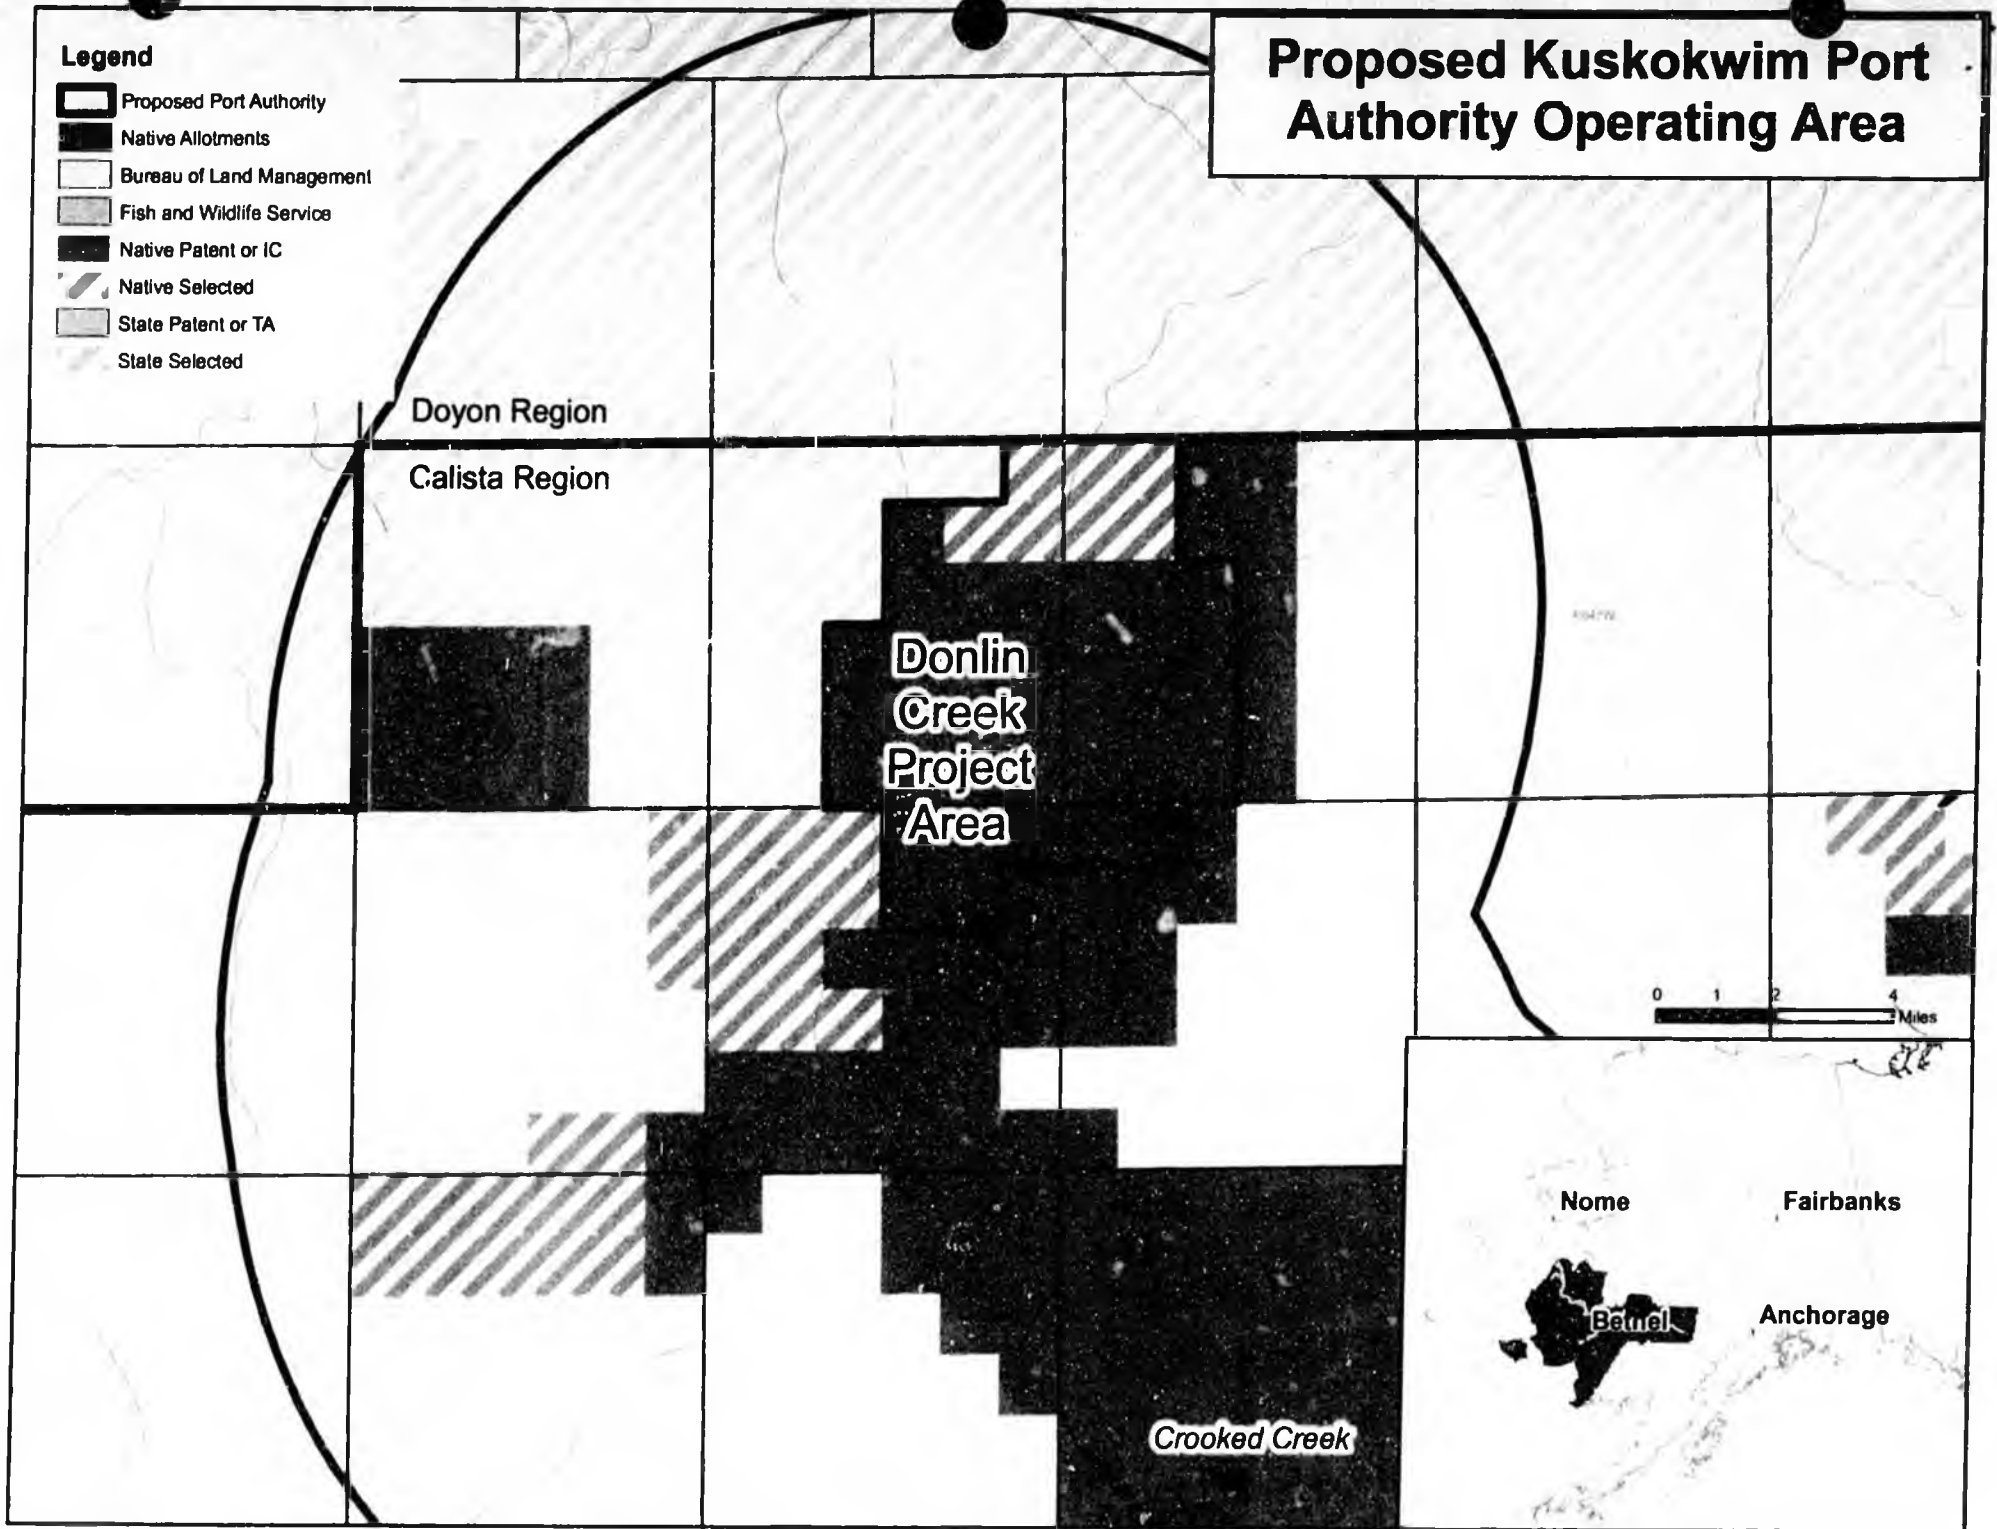 Proposed Kuskokwim Port
Authority Operating Area
Legend
Proposed Port Authority
Native Allotments
Bureau of Land Management
Fish and Wildlife Service
Native Patent or IC
Native Selected
State Patent or TA
State Selected
Doyon Region
Calista Region
Donlin
Creek
Project
Area
0 1 2 4
Miles
Nome
Fairbanks
Bethel
Anchorage
Crooked Creek